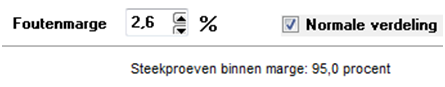 Foutenmarge 2,6 % Normale verdeling
Steekproeven binnen marge: 95,0 procent